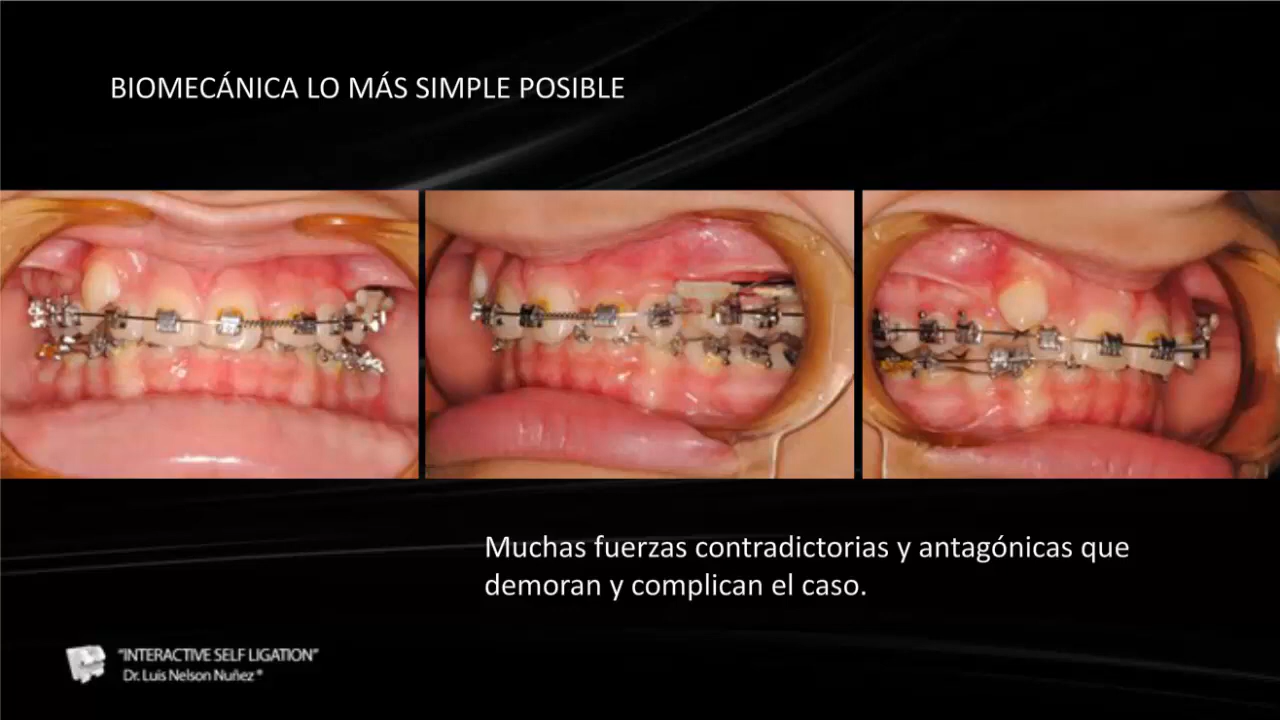 BIOMECÁNICA LO MÁS SIMPLE POSIBLE
Muchas fuerzas contradictorias y antagónicas que
demoran y complican el caso.
"INTERACTIVE SELF LIGATION"
Dr. Luis Nelson Nuñez ®